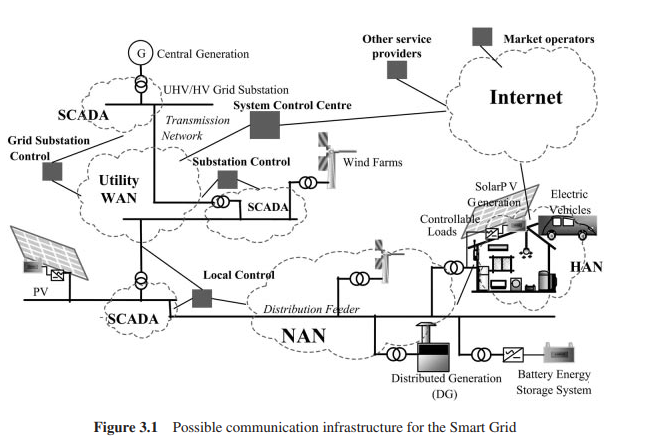 Other service
providers
Market operators
G
Central Generation
UHV/HV Grid Substation
Internet
SCADA
Transmission
Network
System Control Centre
Grid Substation
Control
Substation Control
Wind Farms
Utility
WAN
SCADA
Solar P V
Generation
Electric
Vehicles
Controllable
Loads
HAN
PV
Local Control
SCADA
Distribution Feeder
NAN
Distributed Generation
(DG)
Battery Energy
Storage System
Figure 3.1 Possible communication infrastructure for the Smart Grid